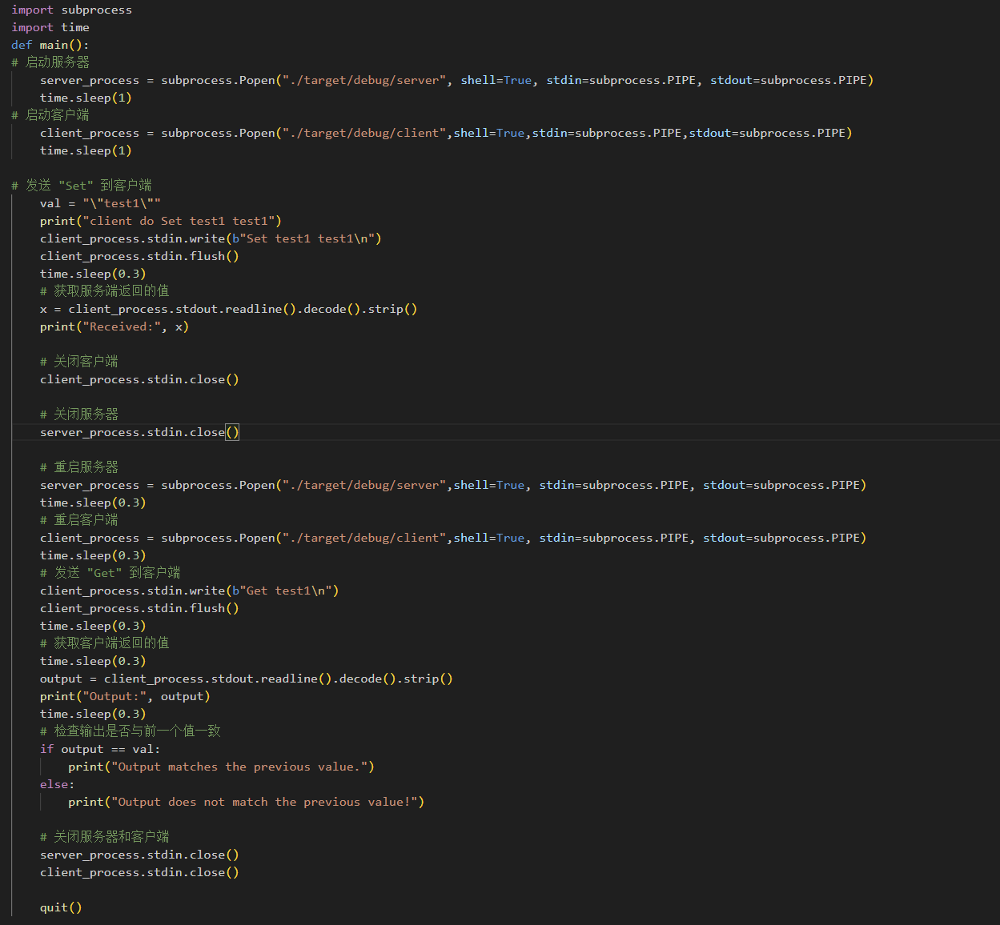 import subprocess
import time
def main():
# 启动服务器
    server_process = subprocess.Popen("./target/debug/server", shell=True, stdin=subprocess.PIPE, stdout=subprocess.PIPE)
    time.sleep(1)
# 启动客户端
    client_process = subprocess.Popen("./target/debug/client",shell=True,stdin=subprocess.PIPE,stdout=subprocess.PIPE)
    time.sleep(1)

# 发送 "Set" 到客户端
    val = "\"test1\""
    print("client do Set test1 test1")
    client_process.stdin.write(b"Set test1 test1\n")
    client_process.stdin.flush()
    time.sleep(0.3)
    # 获取服务端返回的值
    x = client_process.stdout.readline().decode().strip()
    print("Received:", x)

    # 关闭客户端
    client_process.stdin.close()

    # 关闭服务器
    server_process.stdin.close()

    # 重启服务器
    server_process = subprocess.Popen("./target/debug/server",shell=True, stdin=subprocess.PIPE, stdout=subprocess.PIPE)
    time.sleep(0.3)
    # 重启客户端
    client_process = subprocess.Popen("./target/debug/client",shell=True, stdin=subprocess.PIPE, stdout=subprocess.PIPE)
    time.sleep(0.3)
    # 发送 "Get" 到客户端
    client_process.stdin.write(b"Get test1\n")
    client_process.stdin.flush()
    time.sleep(0.3)
    # 获取客户端返回的值
    time.sleep(0.3)
    output = client_process.stdout.readline().decode().strip()
    print("Output:", output)
    time.sleep(0.3)
    # 检查输出是否与前一个值一致
    if output == val:
        print("Output matches the previous value.")
    else:
        print("Output does not match the previous value!")

    # 关闭服务器和客户端
    server_process.stdin.close()
    client_process.stdin.close()

    quit()